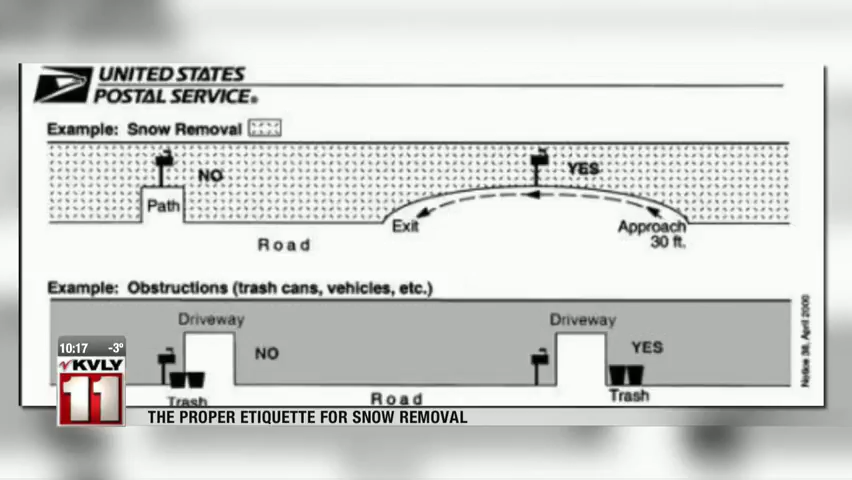 UNITED STATES
POSTAL SERVICE®
Example: Snow Removal
NO
YES
Path
Exit
Approach
30 ft.
Road
Example: Obstructions (trash cans, vehicles, etc.)
Driveway
Driveway
NO
YES
Trash
Road
Trash
Notice 38, April 2000
10:17 -3°
KVLY
11
THE PROPER ETIQUETTE FOR SNOW REMOVAL